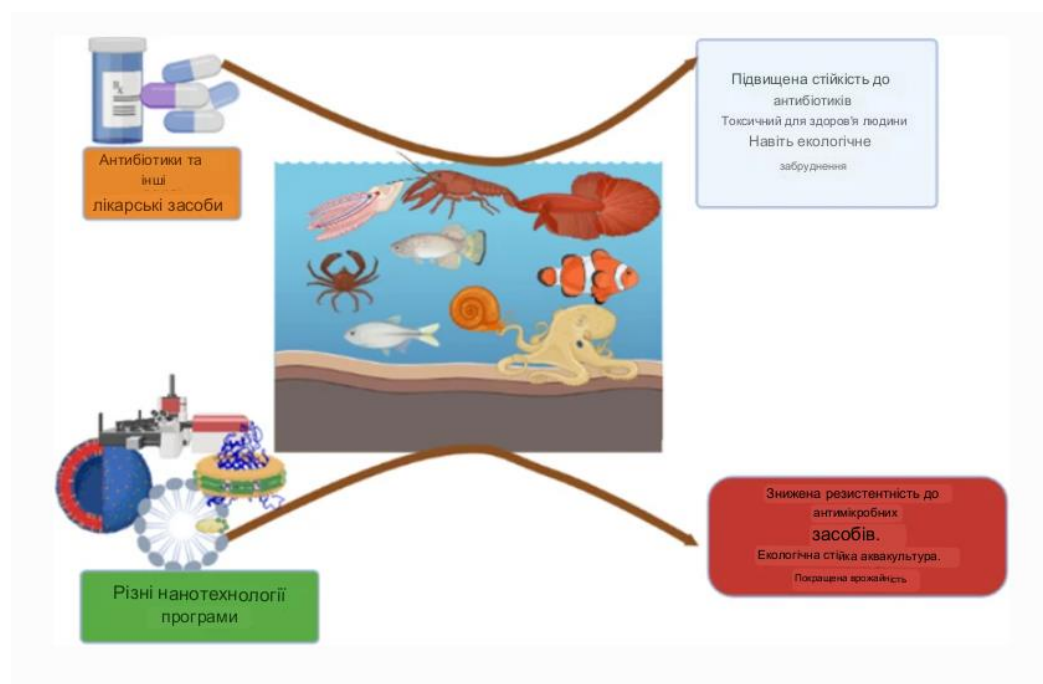 Антибіотики та
інші
лікарські засоби
Підвищена стійкість до
антибіотиків
Токсичний для здоров'я людини
Навіть екологічне
забруднення
Різні нанотехнології
програми
Знижена резистентність до
антимікробних
засобів.
Екологічна стійка аквакультура.
Покращена врожайність